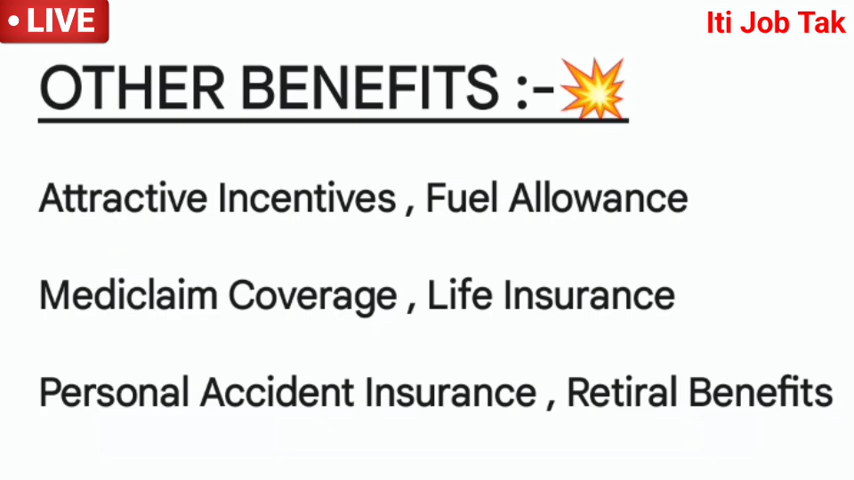 • LIVE
Iti Job Tak
OTHER BENEFITS :-💥
Attractive Incentives , Fuel Allowance
Mediclaim Coverage , Life Insurance
Personal Accident Insurance , Retiral Benefits